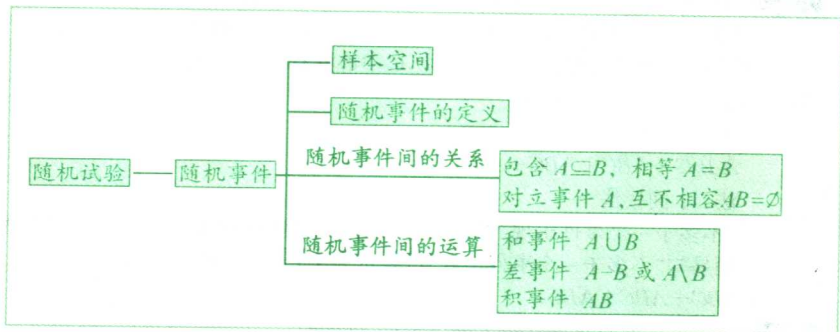 样本空间
随机事件的定义
随机试验
随机事件
随机事件间的关系
包含 A⊆B, 相等 A=B
对立事件 A,互不相容AB=∅
随机事件间的运算
和事件 A∪B
差事件 A-B 或 A\B
积事件 AB